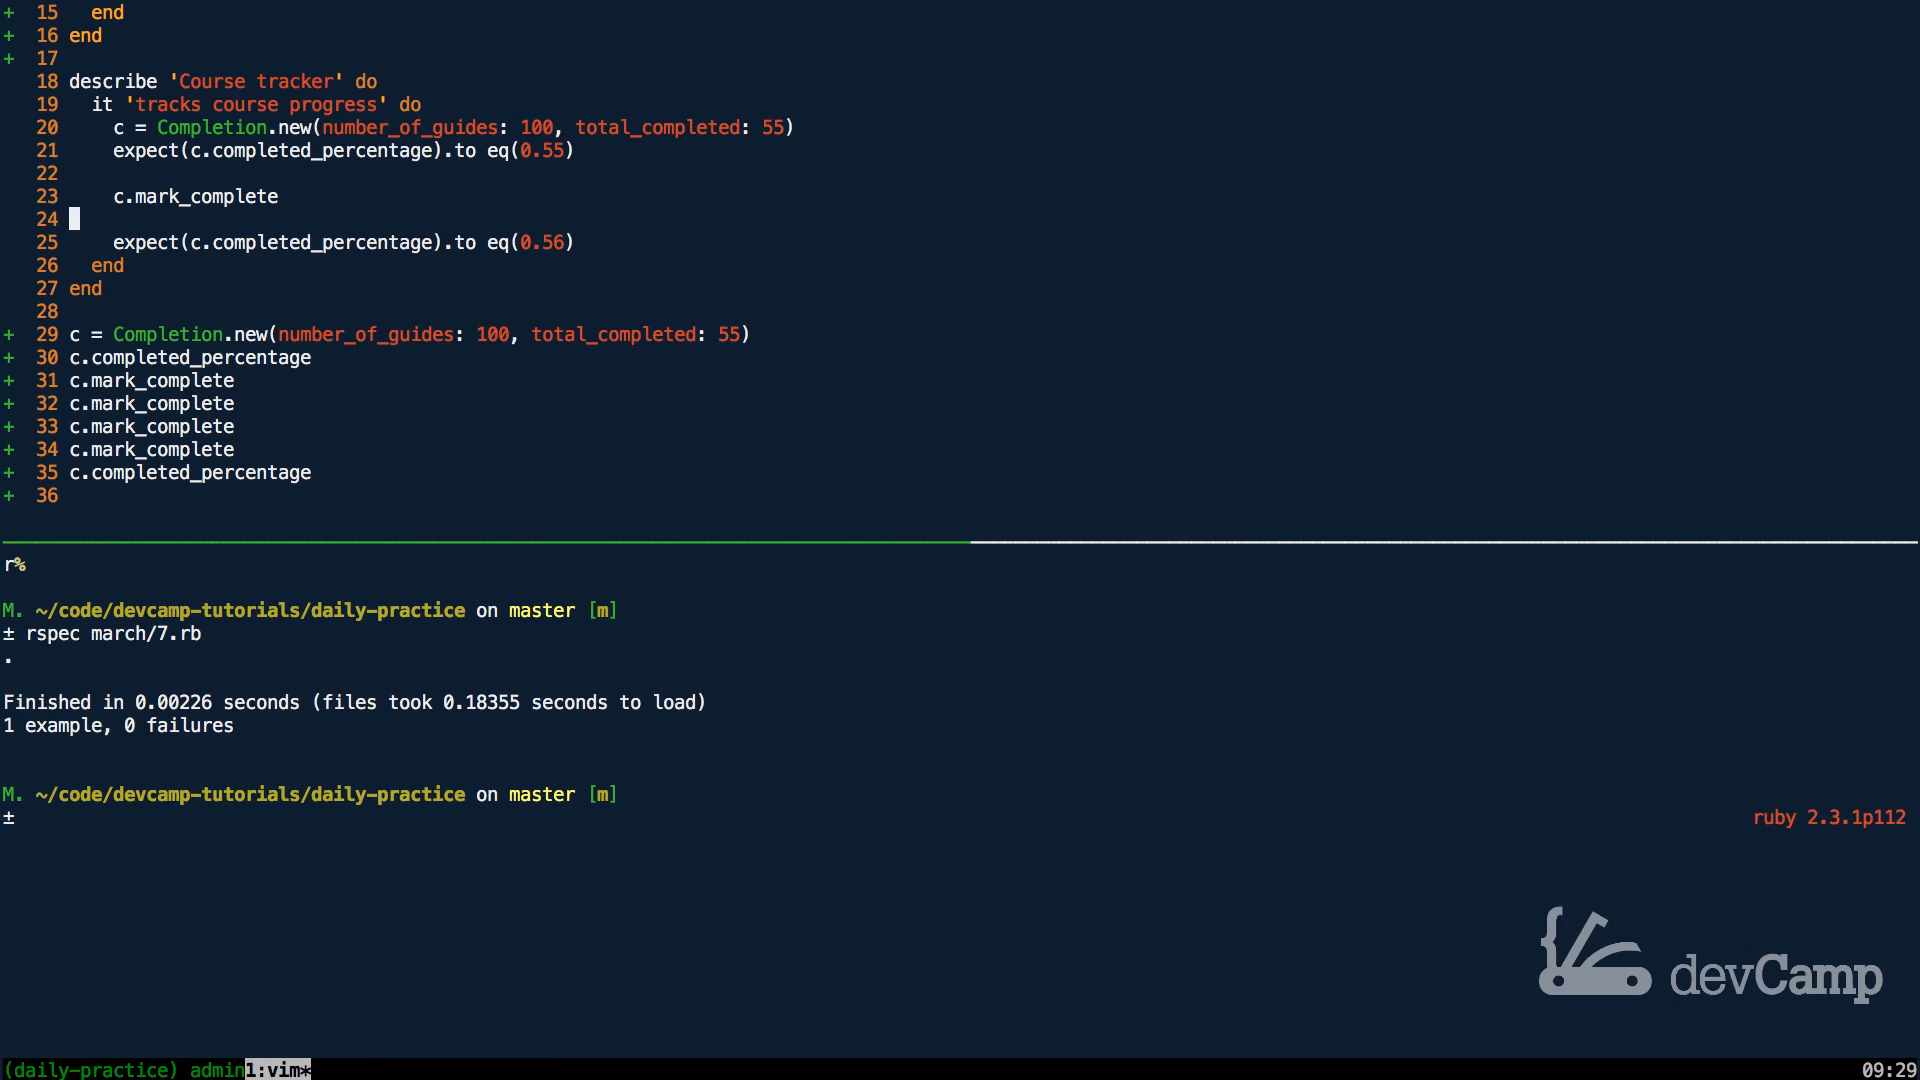 +  15   end
+  16 end
+  17
   18 describe 'Course tracker' do
   19   it 'tracks course progress' do
   20     c = Completion.new(number_of_guides: 100, total_completed: 55)
   21     expect(c.completed_percentage).to eq(0.55)
   22
   23     c.mark_complete
   24
   25     expect(c.completed_percentage).to eq(0.56)
   26   end
   27 end
   28
+  29 c = Completion.new(number_of_guides: 100, total_completed: 55)
+  30 c.completed_percentage
+  31 c.mark_complete
+  32 c.mark_complete
+  33 c.mark_complete
+  34 c.mark_complete
+  35 c.completed_percentage
+  36
r%
M. ~/code/devcamp-tutorials/daily-practice on master [m]
± rspec march/7.rb
.
Finished in 0.00226 seconds (files took 0.18355 seconds to load)
1 example, 0 failures
M. ~/code/devcamp-tutorials/daily-practice on master [m]
± ruby 2.3.1p112
devCamp
(daily-practice) admin1:vim* 09:29